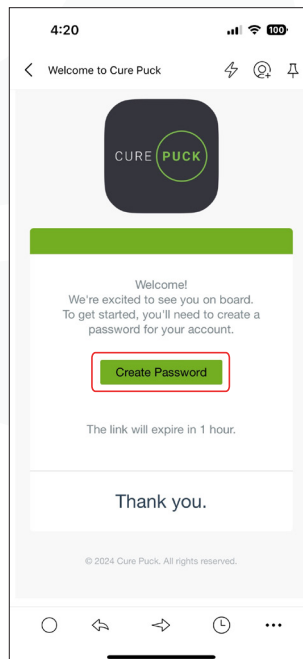 4:20
100
Welcome to Cure Puck
CURE PUCK
Welcome!
We're excited to see you on board.
To get started, you'll need to create a
password for your account.
Create Password
The link will expire in 1 hour.
Thank you.
© 2024 Cure Puck. All rights reserved.